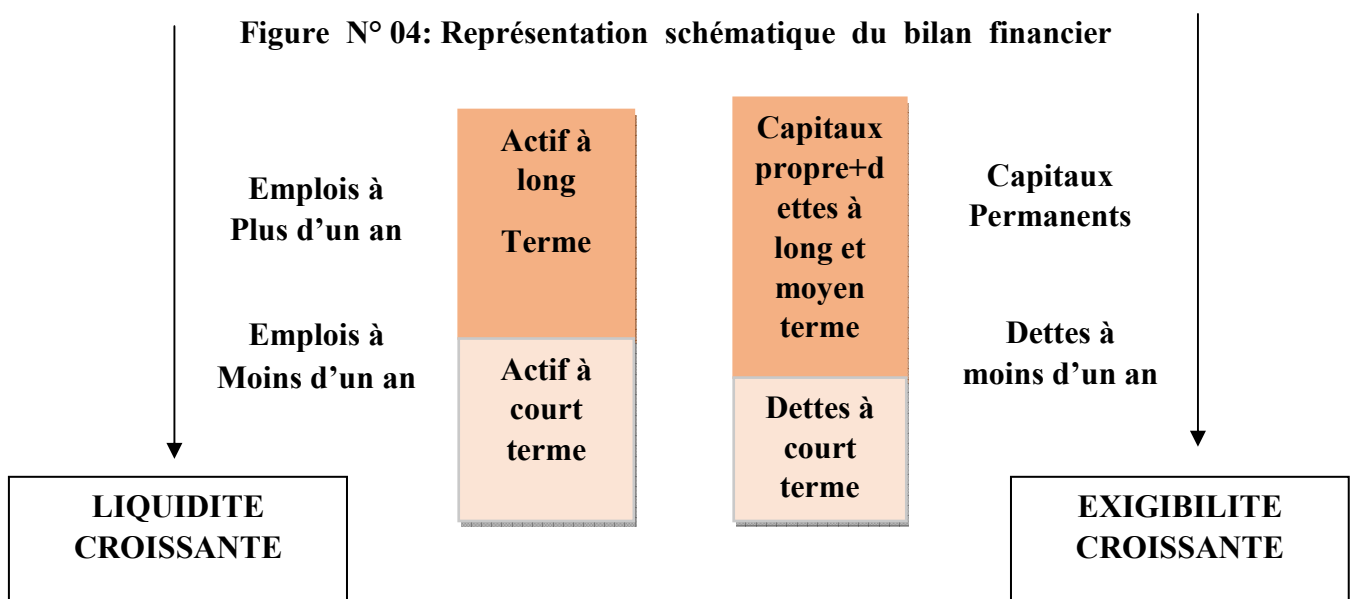 Figure N° 04: Représentation schématique du bilan financier
Emplois à
Plus d’un an
Emplois à
Moins d’un an
Actif à
long
Terme
Actif à
court
terme
Capitaux
propre+d
ettes à
long et
moyen
terme
Dettes à
court
terme
Capitaux
Permanents
Dettes à
moins d’un an
LIQUIDITE
CROISSANTE
EXIGIBILITE
CROISSANTE